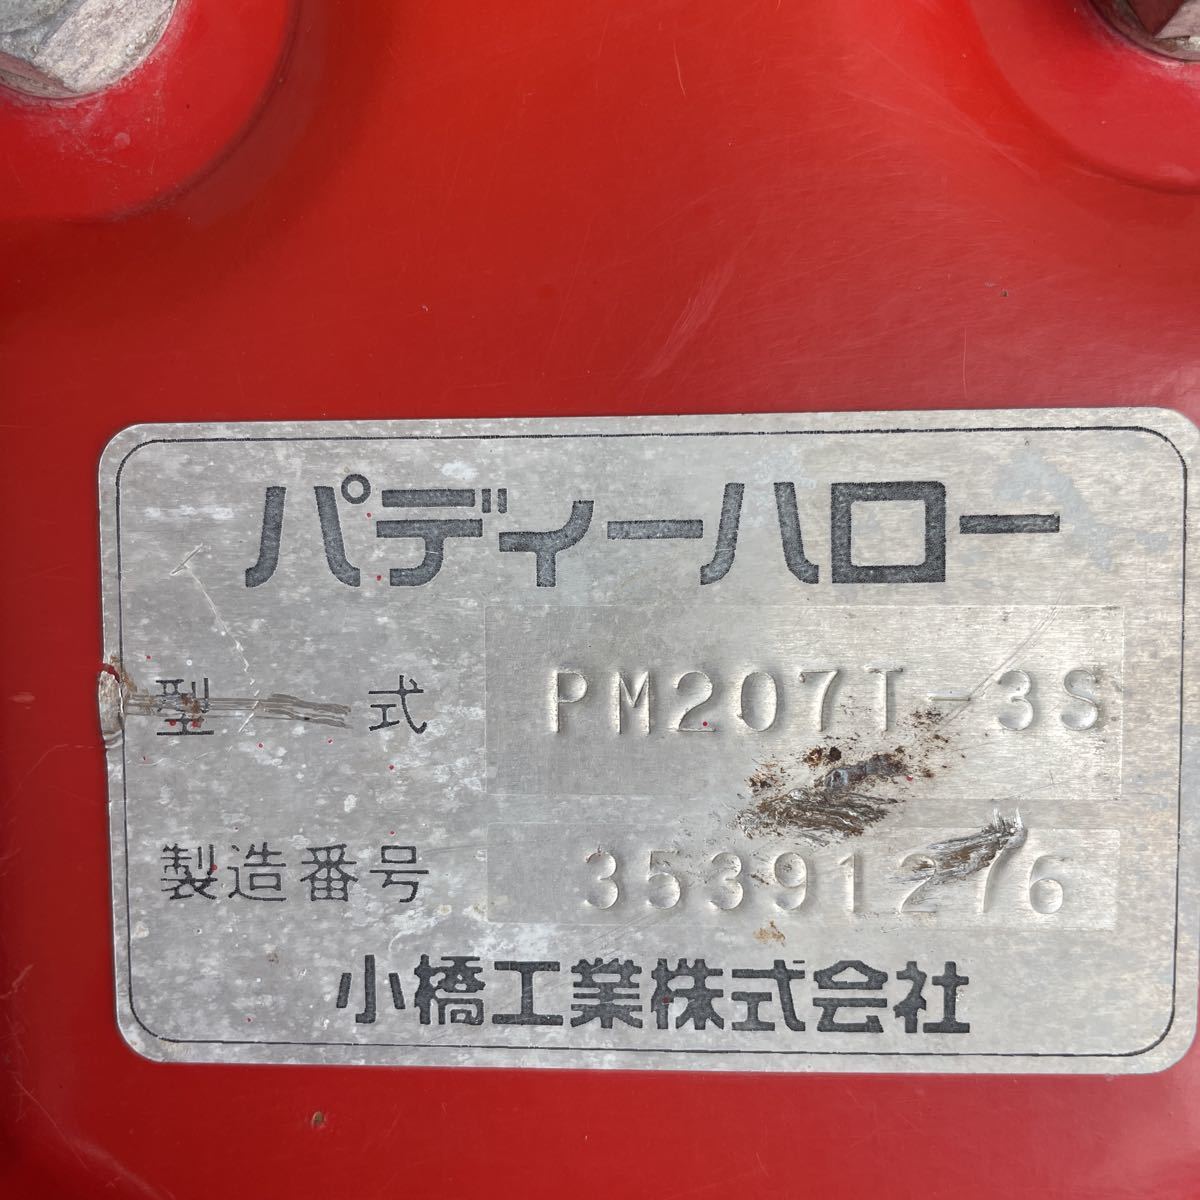 パディーハロー
型式 PM207T-3S
製造番号 35391276
小橋工業株式会社